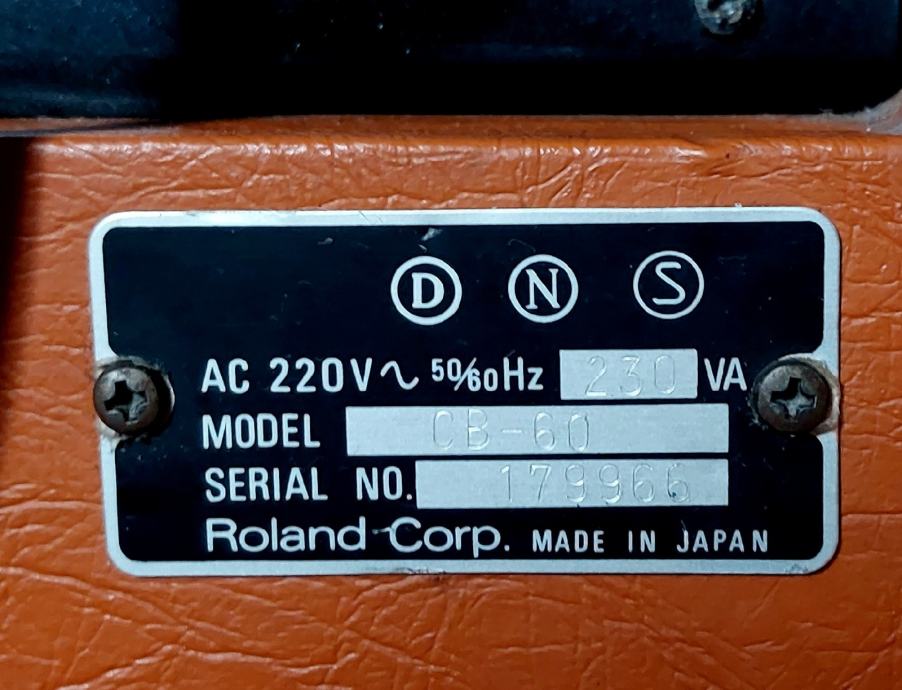 D N S
AC 220V~ 50/60Hz 230 VA
MODEL CB-60
SERIAL NO. 179966
Roland Corp. MADE IN JAPAN